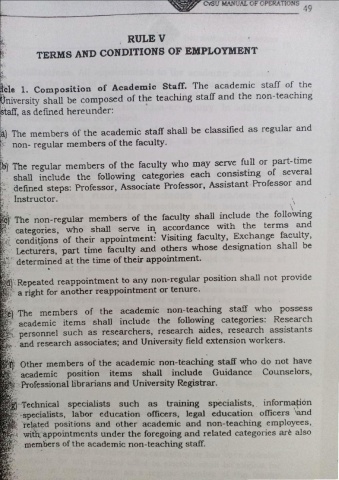 CvSU MANUAL OF OPERATIONS 49
RULE V
TERMS AND CONDITIONS OF EMPLOYMENT
icle 1. Composition of Academic Staff. The academic staff of the
University shall be composed of the teaching staff and the non-teaching
staff, as defined hereunder:
a) The members of the academic staff shall be classified as regular and
non- regular members of the faculty.
b) The regular members of the faculty who may serve full or part-time
shall include the following categories each consisting of several
defined steps: Professor, Associate Professor, Assistant Professor and
Instructor.
c) The non-regular members of the faculty shall include the following
categories, who shall serve in accordance with the terms and
conditions of their appointment: Visiting faculty, Exchange faculty,
Lecturers, part time faculty and others whose designation shall be
determined at the time of their appointment.
d) Repeated reappointment to any non-regular position shall not provide
a right for another reappointment or tenure.
e) The members of the academic non-teaching staff who possess
academic items shall include the following categories: Research
personnel such as researchers, research aides, research assistants
and research associates; and University field extension workers.
f) Other members of the academic non-teaching staff who do not have
academic position items shall include Guidance Counselors,
Professional librarians and University Registrar.
g) Technical specialists such as training specialists, information
specialists, labor education officers, legal education officers and
related positions and other academic and non-teaching employees,
with appointments under the foregoing and related categories are also
members of the academic non-teaching staff.